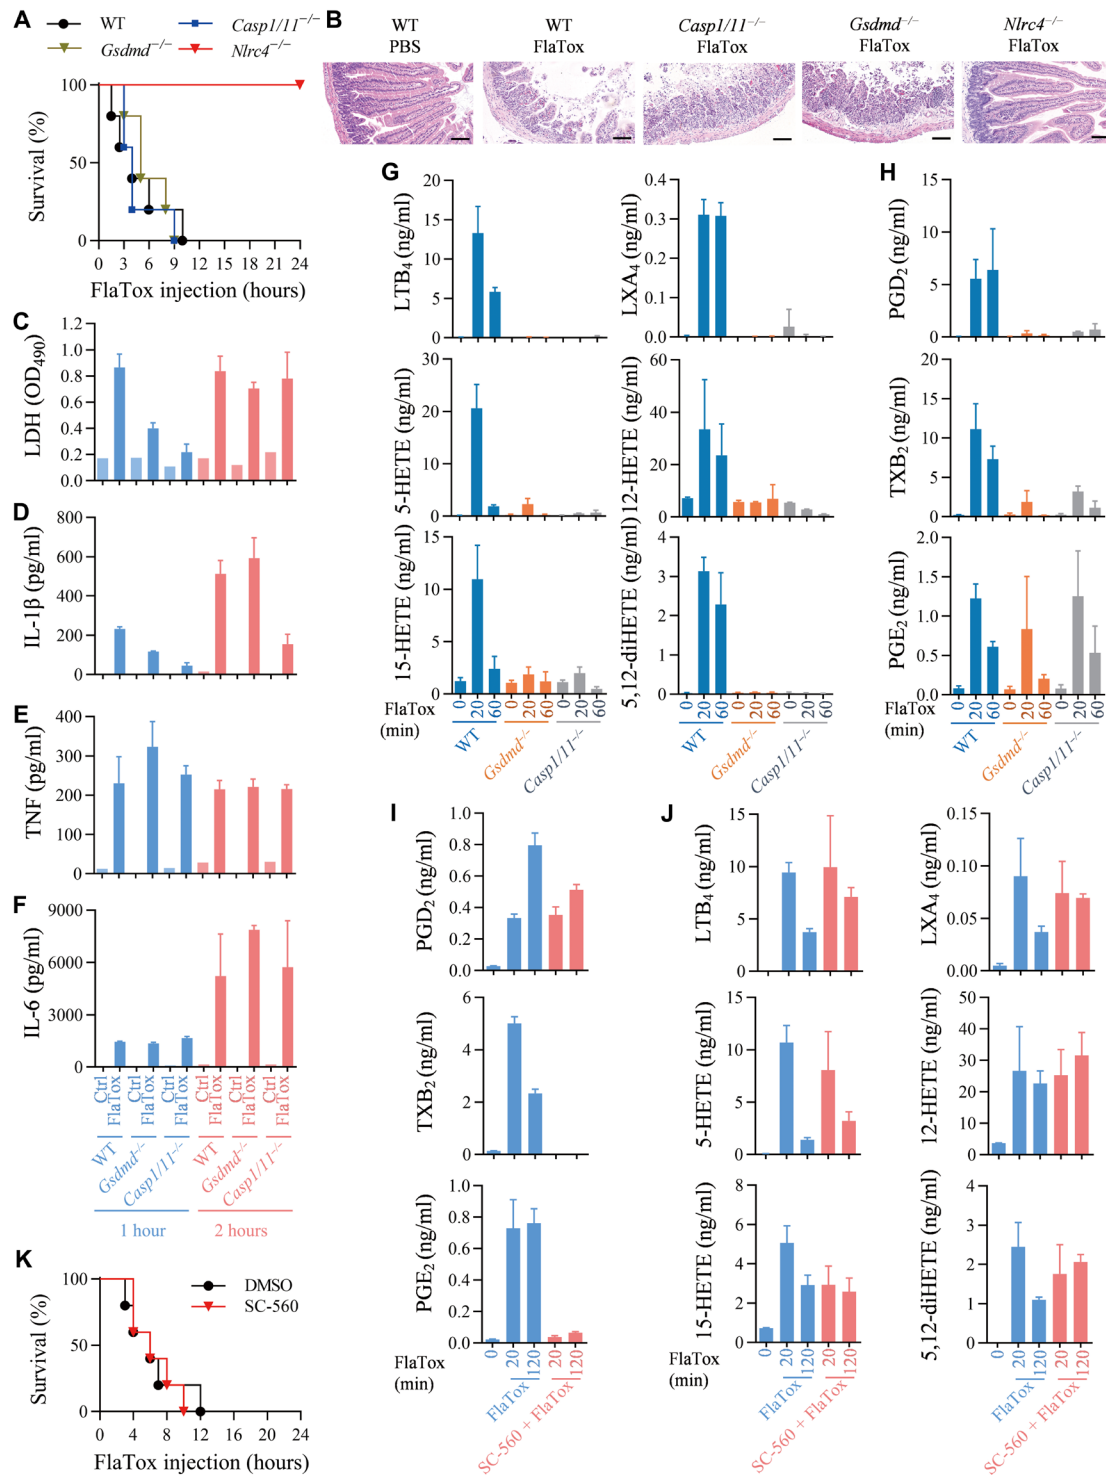 A
WT
Casp1/11−/−
Gsdmd−/−
Nlrc4−/−
Survival (%)
100
50
0
0 3 6 9 12 15 18 21 24
FlaTox injection (hours)
B
WT PBS
WT FlaTox
Casp1/11−/− FlaTox
Gsdmd−/− FlaTox
Nlrc4−/− FlaTox
C
LDH (OD490)
1.2
1.0
0.8
0.6
0.4
0.2
0.0
D
IL-1β (pg/ml)
800
600
400
200
0
E
TNF (pg/ml)
400
300
200
100
0
F
IL-6 (pg/ml)
9000
6000
3000
0
Ctrl FlaTox Ctrl FlaTox Ctrl FlaTox Ctrl FlaTox Ctrl FlaTox Ctrl FlaTox
WT Gsdmd−/− Casp1/11−/− WT Gsdmd−/− Casp1/11−/−
1 hour 2 hours
G
LTB4 (ng/ml)
20
15
10
5
0
LXA4 (ng/ml)
0.4
0.3
0.2
0.1
0.0
5-HETE (ng/ml)
30
20
10
0
12-HETE (ng/ml)
60
40
20
0
15-HETE (ng/ml)
15
10
5
0
5,12-diHETE (ng/ml)
4
3
2
1
0
FlaTox (min)
0 20 60 0 20 60 0 20 60
WT Gsdmd−/− Casp1/11−/−
0 20 60 0 20 60 0 20 60
WT Gsdmd−/− Casp1/11−/−
H
PGD2 (ng/ml)
15
10
5
0
TXB2 (ng/ml)
20
15
10
5
0
PGE2 (ng/ml)
2.0
1.5
1.0
0.5
0.0
FlaTox (min)
0 20 60 0 20 60 0 20 60
WT Gsdmd−/− Casp1/11−/−
I
PGD2 (ng/ml)
1.0
0.8
0.6
0.4
0.2
0.0
TXB2 (ng/ml)
6
4
2
0
PGE2 (ng/ml)
1.0
0.8
0.6
0.4
0.2
0.0
FlaTox (min)
0 20 120 20 120
FlaTox
SC-560 + FlaTox
J
LTB4 (ng/ml)
15
10
5
0
LXA4 (ng/ml)
0.15
0.10
0.05
0.00
5-HETE (ng/ml)
15
10
5
0
12-HETE (ng/ml)
50
40
30
20
10
0
15-HETE (ng/ml)
8
6
4
2
0
5,12-diHETE (ng/ml)
4
3
2
1
0
FlaTox (min)
0 20 120 20 120
FlaTox
SC-560 + FlaTox
0 20 120 20 120
FlaTox
SC-560 + FlaTox
K
DMSO
SC-560
Survival (%)
100
50
0
0 4 8 12 16 20 24
FlaTox injection (hours)